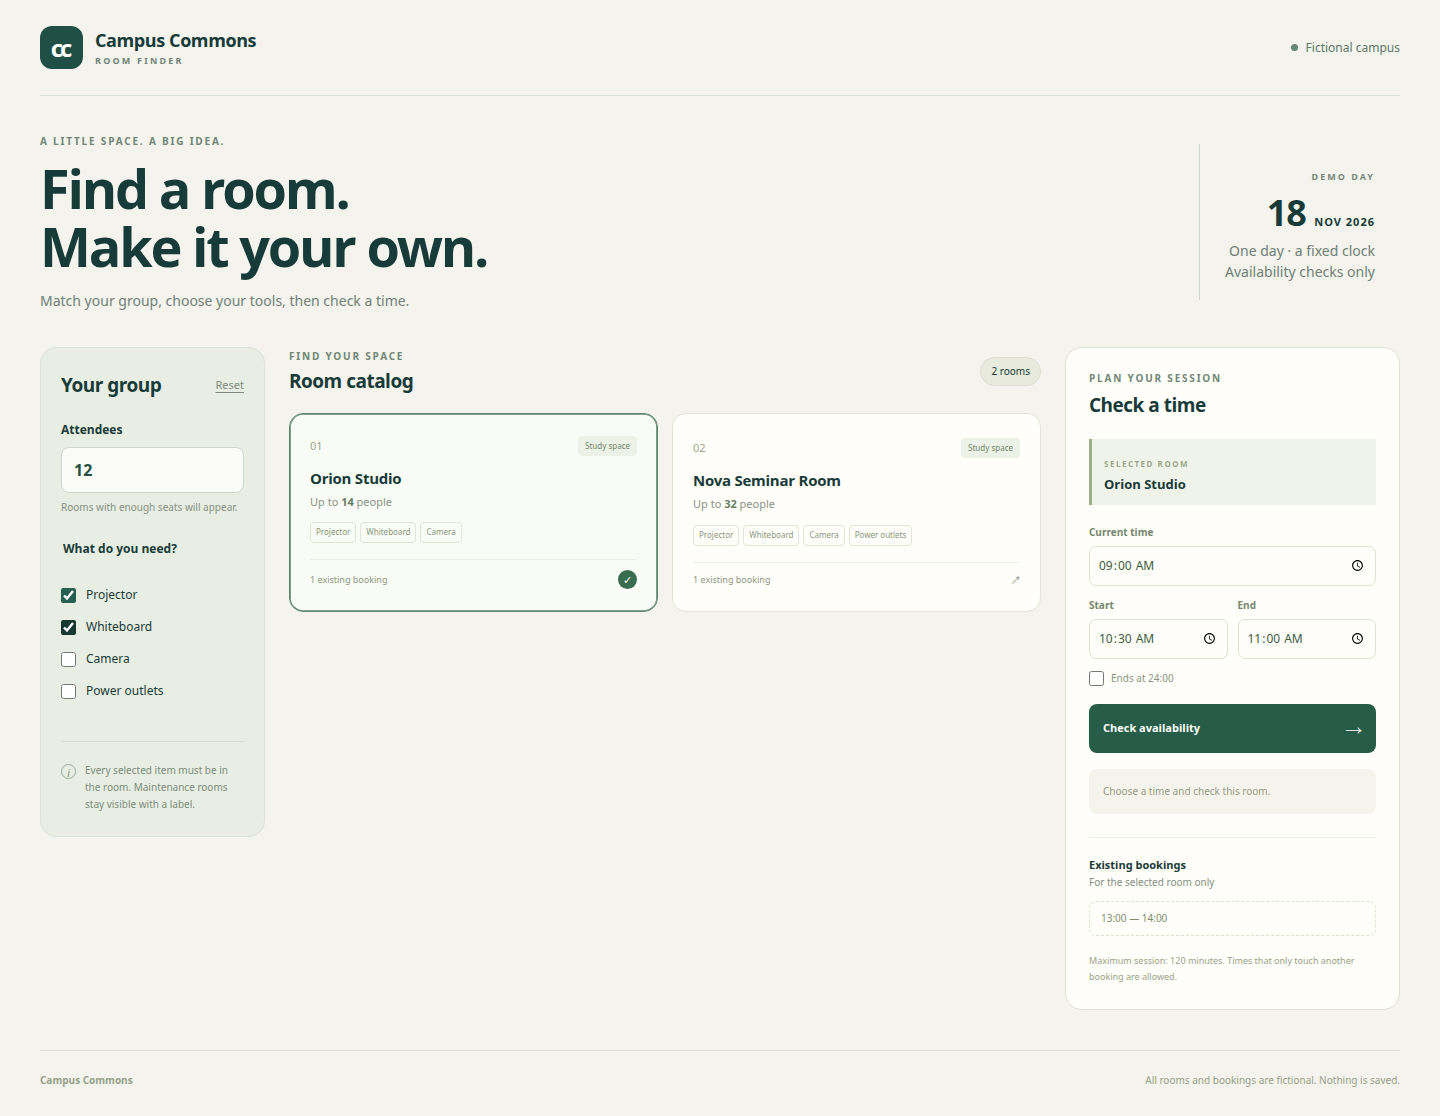 CC
Campus Commons
ROOM FINDER
Fictional campus
A LITTLE SPACE. A BIG IDEA.
Find a room.
Make it your own.
Match your group, choose your tools, then check a time.
DEMO DAY
18 NOV 2026
One day · a fixed clock
Availability checks only
Your group
Reset
Attendees
12
Rooms with enough seats will appear.
What do you need?
Projector
Whiteboard
Camera
Power outlets
i
Every selected item must be in
the room. Maintenance rooms
stay visible with a label.
FIND YOUR SPACE
Room catalog
2 rooms
01
Study space
Orion Studio
Up to 14 people
Projector Whiteboard Camera
1 existing booking
02
Study space
Nova Seminar Room
Up to 32 people
Projector Whiteboard Camera Power outlets
1 existing booking
PLAN YOUR SESSION
Check a time
SELECTED ROOM
Orion Studio
Current time
09:00 AM
Start
10:30 AM
End
11:00 AM
Ends at 24:00
Check availability →
Choose a time and check this room.
Existing bookings
For the selected room only
13:00 — 14:00
Maximum session: 120 minutes. Times that only touch another
booking are allowed.
Campus Commons
All rooms and bookings are fictional. Nothing is saved.